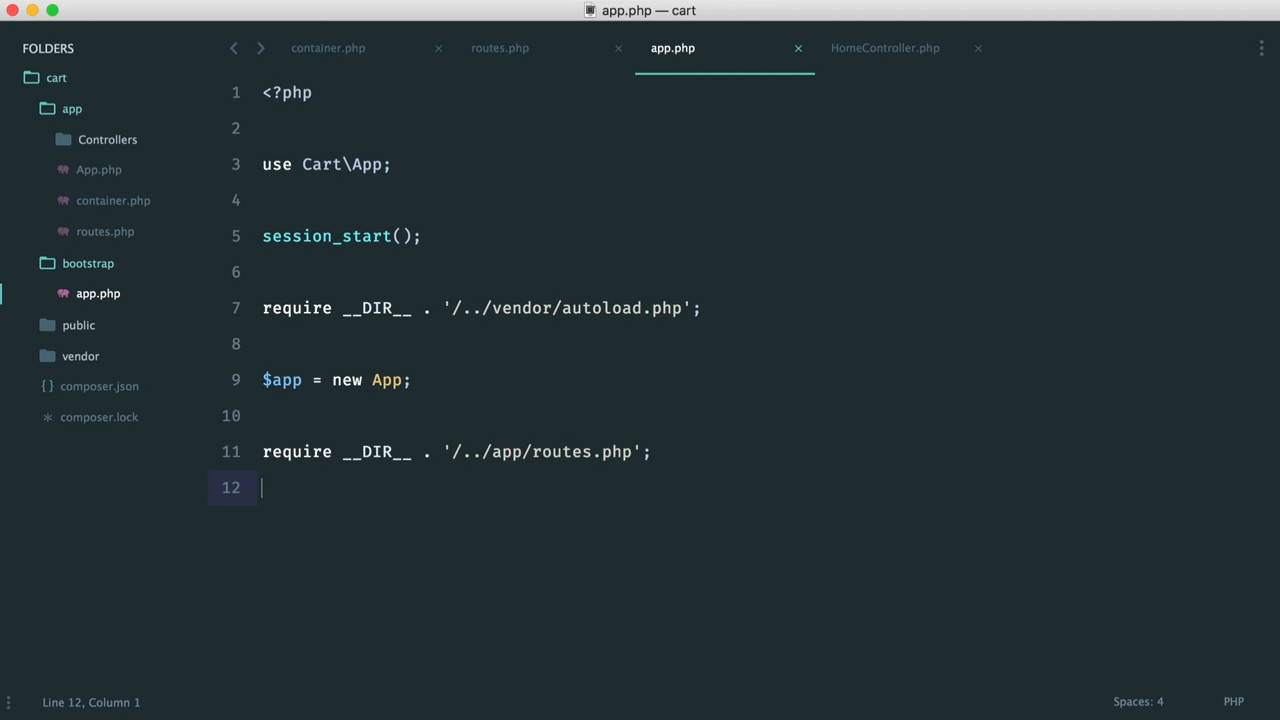 app.php — cart
FOLDERS
cart
app
Controllers
App.php
container.php
routes.php
bootstrap
app.php
public
vendor
{ } composer.json
* composer.lock
container.php × routes.php × app.php × HomeController.php ×
1 <?php
2
3 use Cart\App;
4
5 session_start();
6
7 require __DIR__ . '/../vendor/autoload.php';
8
9 $app = new App;
10
11 require __DIR__ . '/../app/routes.php';
12
Line 12, Column 1
Spaces: 4
PHP